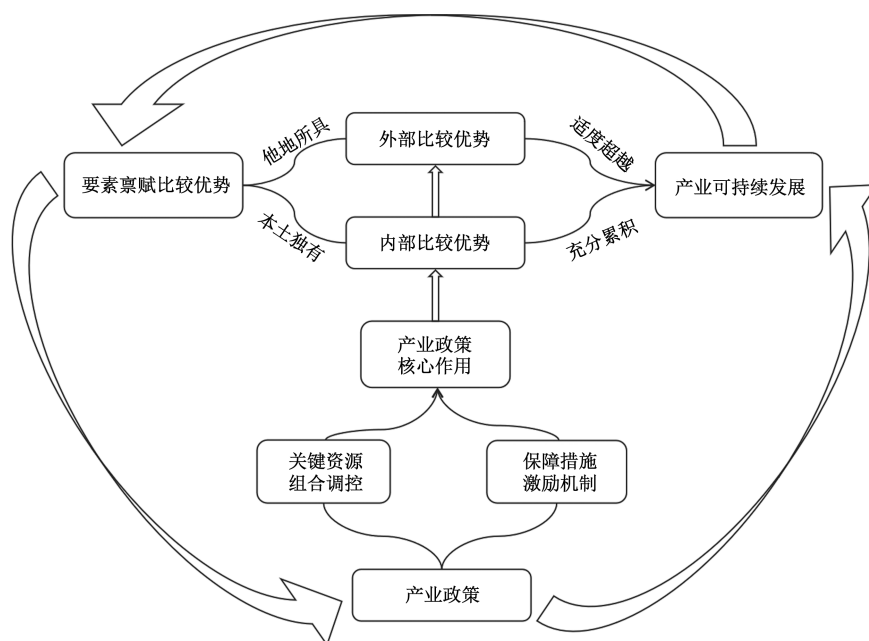 他地所具
外部比较优势
适度超越
要素禀赋比较优势
产业可持续发展
本土独有
内部比较优势
充分累积
产业政策
核心作用
关键资源
组合调控
保障措施
激励机制
产业政策